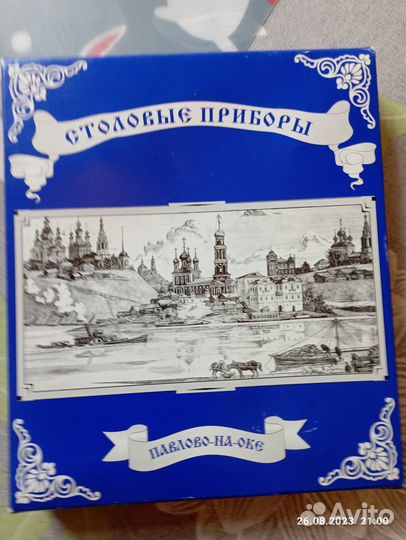 СТОЛОВЫЕ ПРИБОРЫ
ПАВЛОВО-НА-ОКЕ
26.08.2023 21:00
Avito